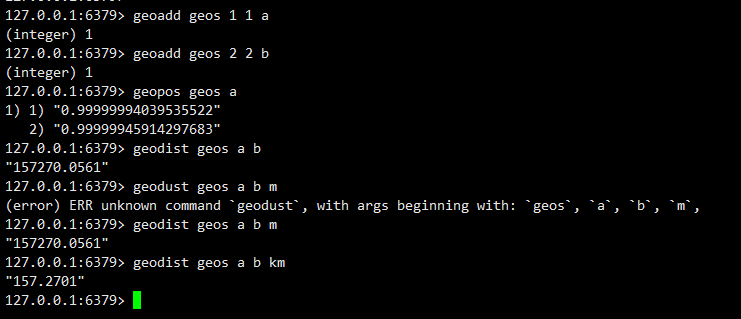 127.0.0.1:6379> geoadd geos 1 1 a
(integer) 1
127.0.0.1:6379> geoadd geos 2 2 b
(integer) 1
127.0.0.1:6379> geopos geos a
1) 1) "0.99999994039535522"
   2) "0.99999945914297683"
127.0.0.1:6379> geodist geos a b
"157270.0561"
127.0.0.1:6379> geodust geos a b m
(error) ERR unknown command `geodust`, with args beginning with: `geos`, `a`, `b`, `m`,
127.0.0.1:6379> geodist geos a b m
"157270.0561"
127.0.0.1:6379> geodist geos a b km
"157.2701"
127.0.0.1:6379>